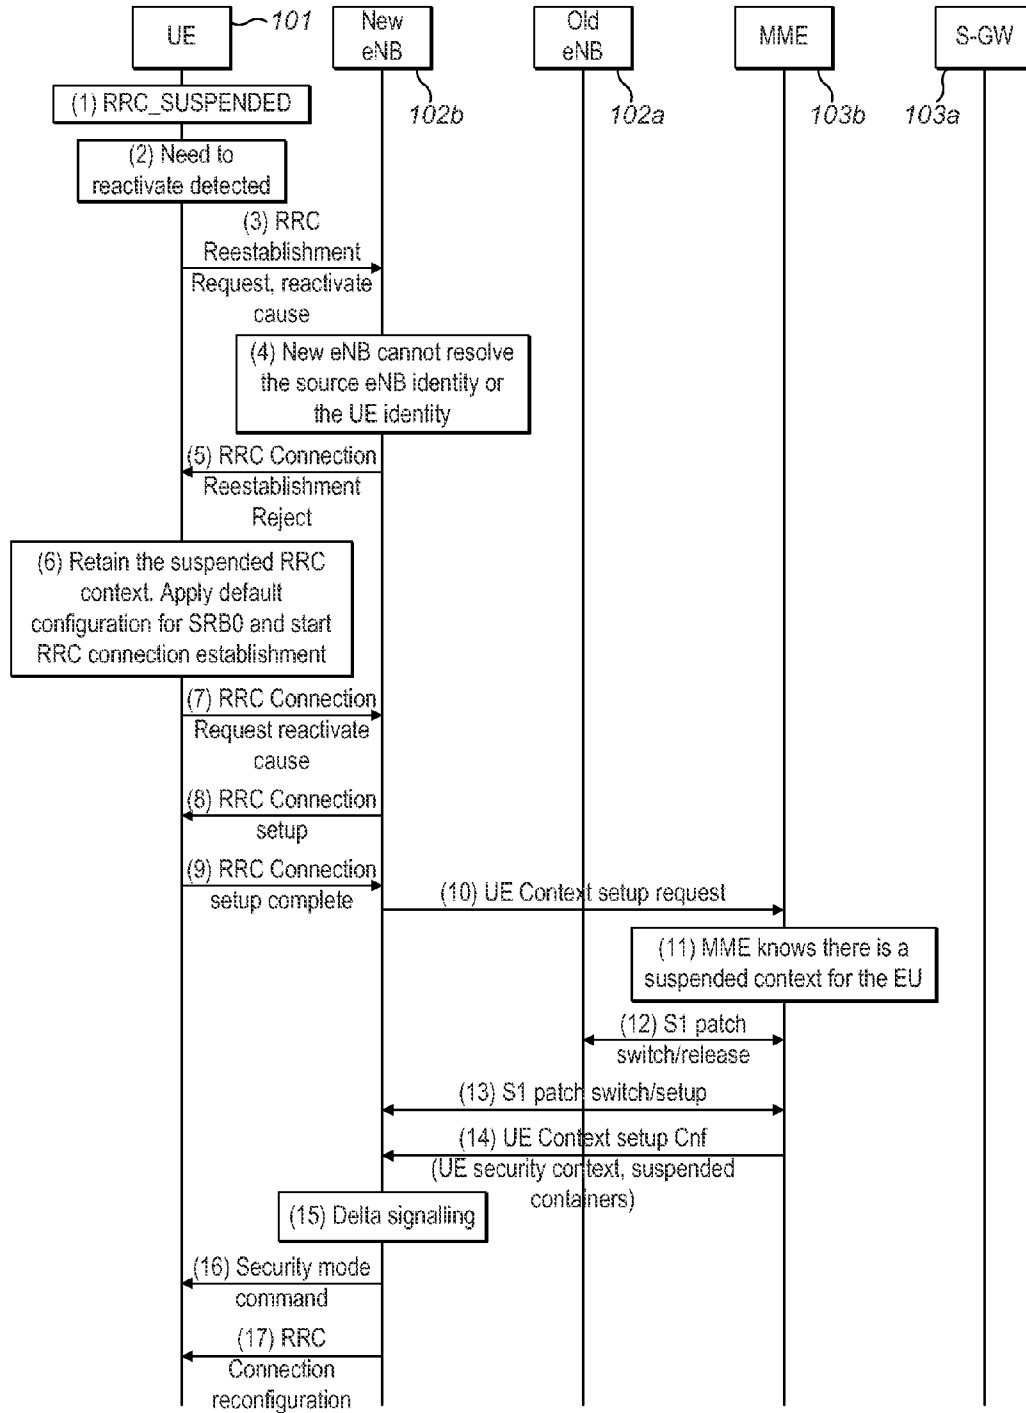 UE
101
New
eNB
102b
Old
eNB
102a
MME
103b
S-GW
103a
(1) RRC_SUSPENDED
(2) Need to
reactivate detected
(3) RRC
Reestablishment
Request, reactivate
cause
(4) New eNB cannot resolve
the source eNB identity or
the UE identity
(5) RRC Connection
Reestablishment
Reject
(6) Retain the suspended RRC
context. Apply default
configuration for SRB0 and start
RRC connection establishment
(7) RRC Connection
Request reactivate
cause
(8) RRC Connection
setup
(9) RRC Connection
setup complete
(10) UE Context setup request
(11) MME knows there is a
suspended context for the EU
(12) S1 patch
switch/release
(13) S1 patch switch/setup
(14) UE Context setup Cnf
(UE security context, suspended
containers)
(15) Delta signalling
(16) Security mode
command
(17) RRC
Connection
reconfiguration